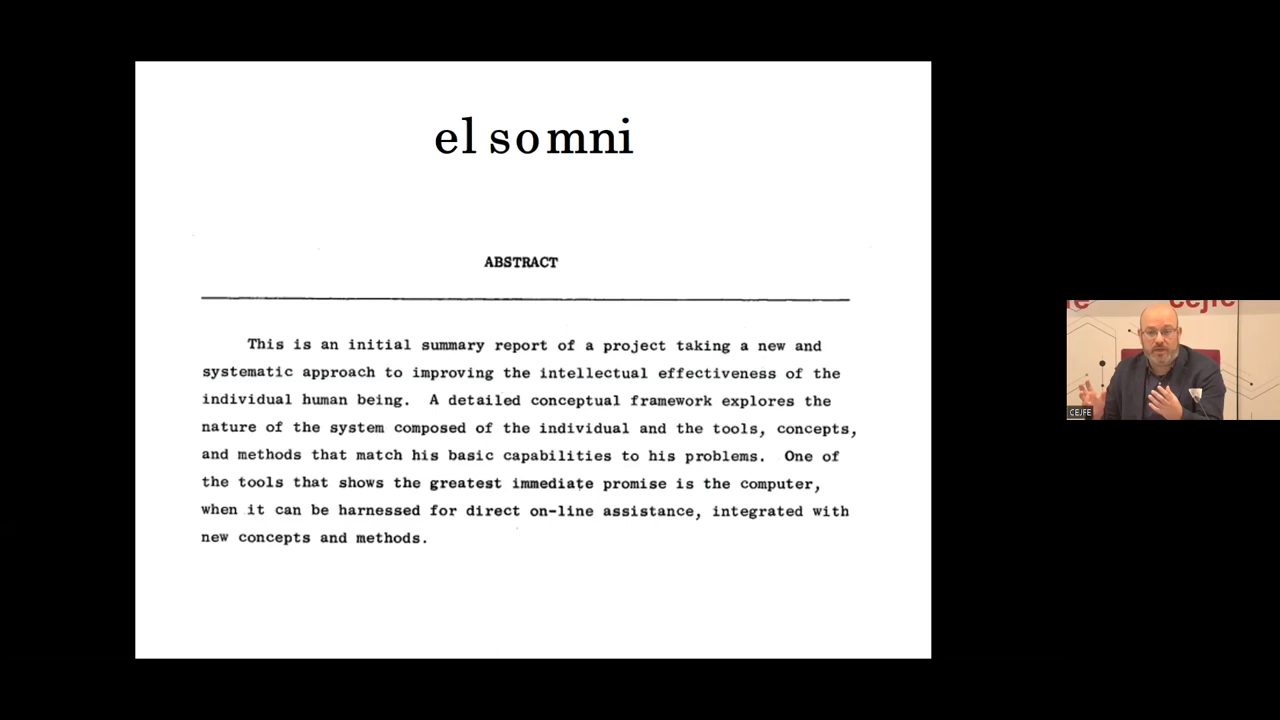 el somni
ABSTRACT
This is an initial summary report of a project taking a new and
systematic approach to improving the intellectual effectiveness of the
individual human being. A detailed conceptual framework explores the
nature of the system composed of the individual and the tools, concepts,
and methods that match his basic capabilities to his problems. One of
the tools that shows the greatest immediate promise is the computer,
when it can be harnessed for direct on-line assistance, integrated with
new concepts and methods.
cejfe
CEJFE